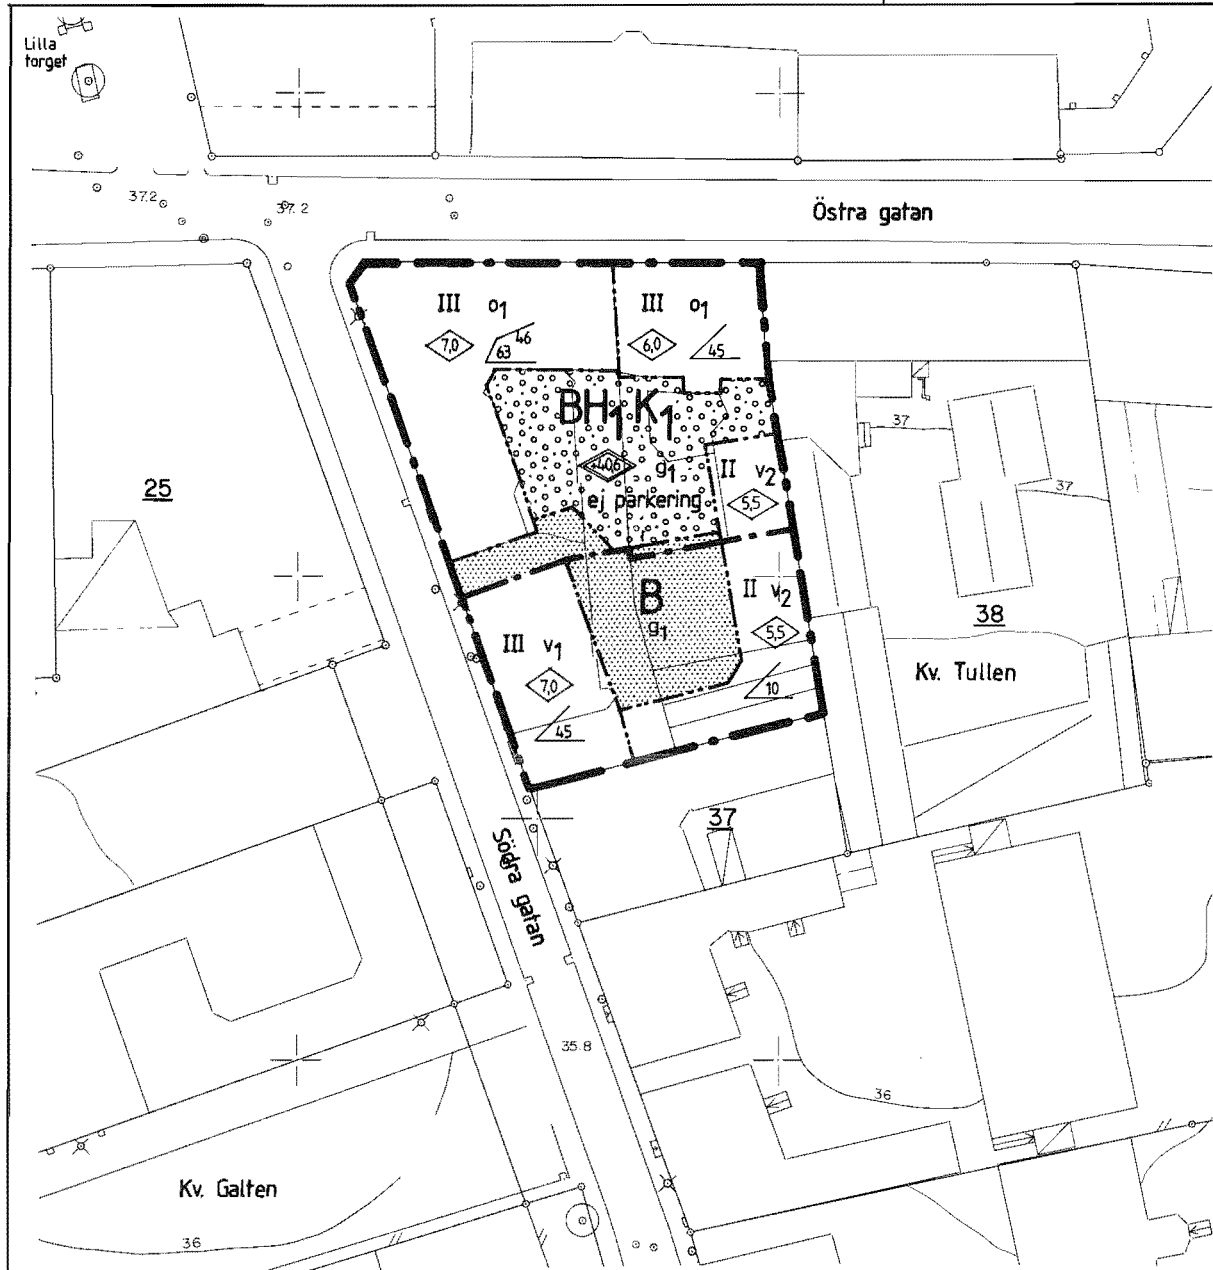 Lilla
torget
37.2
37.2
Östra gatan
III o1
III o1
7,0
63 46
6,0
45
BH1 K1
37
+40,6
g1
II v2
ej parkering
5,5
37
25
B
g1
II v2
5,5
38
III v1
Kv. Tullen
7,0
10
45
37
Södra gatan
35.8
36
Kv. Galten
36